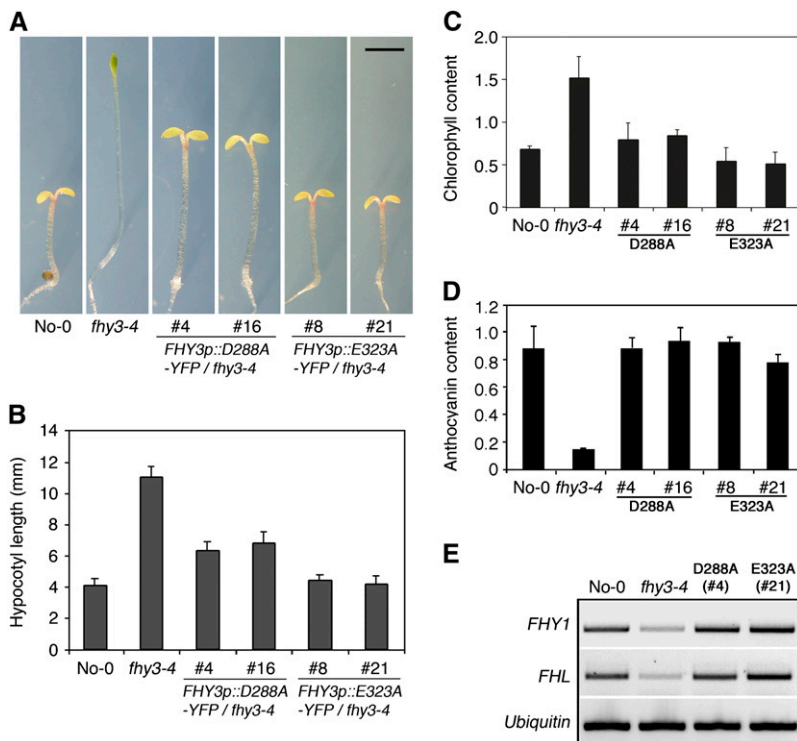 A
No-0 fhy3-4 #4 #16 #8 #21
FHY3p::D288A FHY3p::E323A
-YFP / fhy3-4 -YFP / fhy3-4
B
Hypocotyl length (mm)
14
12
10
8
6
4
2
0
No-0 fhy3-4 #4 #16 #8 #21
FHY3p::D288A FHY3p::E323A
-YFP / fhy3-4 -YFP / fhy3-4
C
Chlorophyll content
2.0
1.5
1.0
0.5
0
No-0 fhy3-4 #4 #16 #8 #21
D288A E323A
D
Anthocyanin content
1.2
1.0
0.8
0.6
0.4
0.2
0
No-0 fhy3-4 #4 #16 #8 #21
D288A E323A
E
No-0 fhy3-4 D288A E323A
(#4) (#21)
FHY1
FHL
Ubiquitin